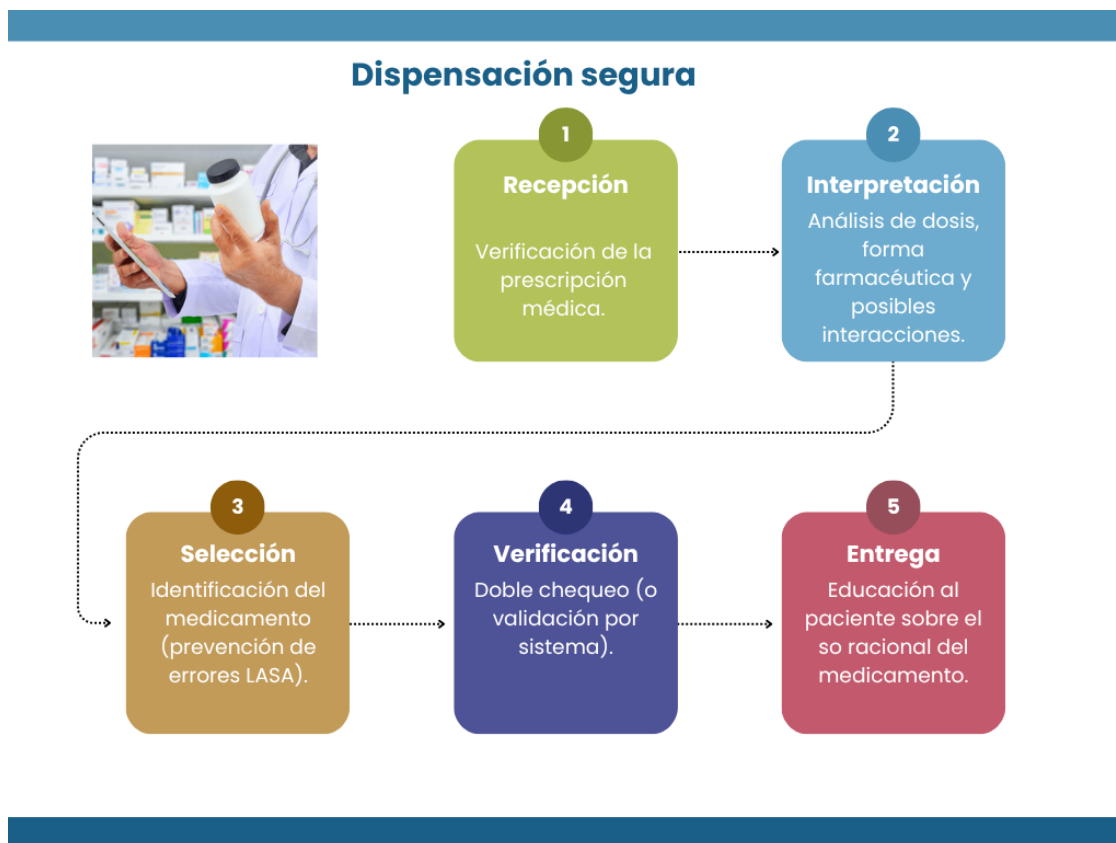 Dispensación segura
1
Recepción
Verificación de la
prescripción
médica.
2
Interpretación
Análisis de dosis,
forma
farmacéutica y
posibles
interacciones.
3
Selección
Identificación del
medicamento
(prevención de
errores LASA).
4
Verificación
Doble chequeo (o
validación por
sistema).
5
Entrega
Educación al
paciente sobre el
so racional del
medicamento.